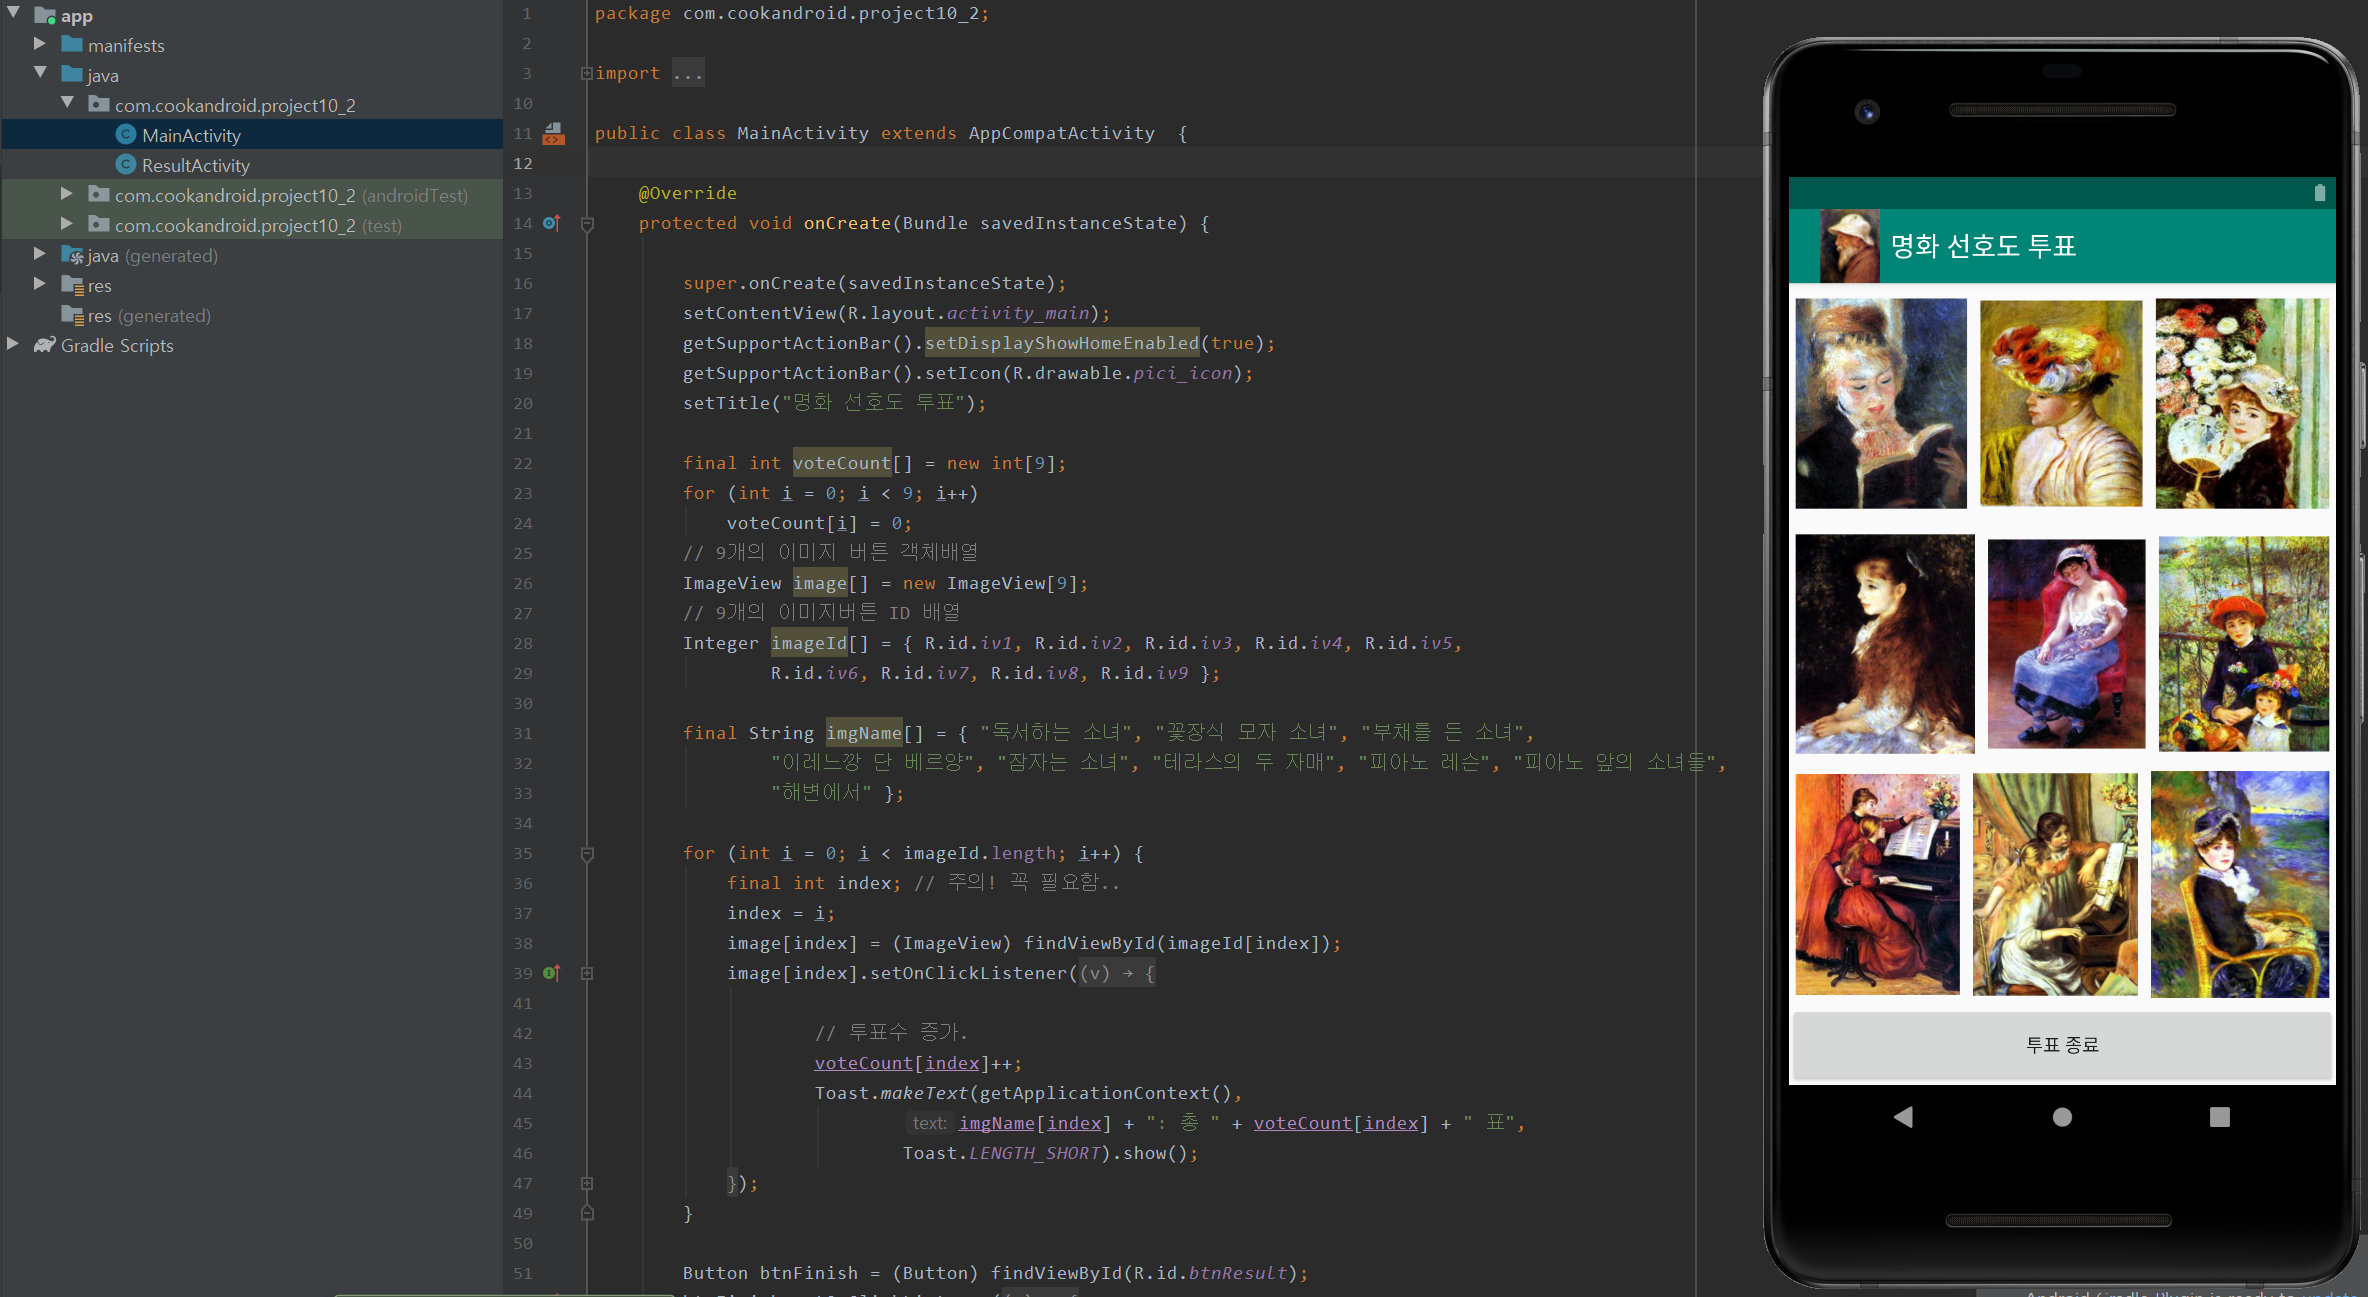 app
manifests
java
com.cookandroid.project10_2
MainActivity
ResultActivity
com.cookandroid.project10_2 (androidTest)
com.cookandroid.project10_2 (test)
java (generated)
res
res (generated)
Gradle Scripts
1 package com.cookandroid.project10_2;
2
3 import ...
10
11 public class MainActivity extends AppCompatActivity  {
12
13 @Override
14 protected void onCreate(Bundle savedInstanceState) {
15
16 super.onCreate(savedInstanceState);
17 setContentView(R.layout.activity_main);
18 getSupportActionBar().setDisplayShowHomeEnabled(true);
19 getSupportActionBar().setIcon(R.drawable.pici_icon);
20 setTitle("명화 선호도 투표");
21
22 final int voteCount[] = new int[9];
23 for (int i = 0; i < 9; i++)
24 voteCount[i] = 0;
25 // 9개의 이미지 버튼 객체배열
26 ImageView image[] = new ImageView[9];
27 // 9개의 이미지버튼 ID 배열
28 Integer imageId[] = { R.id.iv1, R.id.iv2, R.id.iv3, R.id.iv4, R.id.iv5,
29 R.id.iv6, R.id.iv7, R.id.iv8, R.id.iv9 };
30
31 final String imgName[] = { "독서하는 소녀", "꽃장식 모자 소녀", "부채를 든 소녀",
32 "이레느깡 단 베르양", "잠자는 소녀", "테라스의 두 자매", "피아노 레슨", "피아노 앞의 소녀들",
33 "해변에서" };
34
35 for (int i = 0; i < imageId.length; i++) {
36 final int index; // 주의! 꼭 필요함..
37 index = i;
38 image[index] = (ImageView) findViewById(imageId[index]);
39 image[index].setOnClickListener((v) → {
41
42 // 투표수 증가.
43 voteCount[index]++;
44 Toast.makeText(getApplicationContext(),
45 text: imgName[index] + ": 총 " + voteCount[index] + " 표",
46 Toast.LENGTH_SHORT).show();
47 });
49 }
50
51 Button btnFinish = (Button) findViewById(R.id.btnResult);
명화 선호도 투표
투표 종료